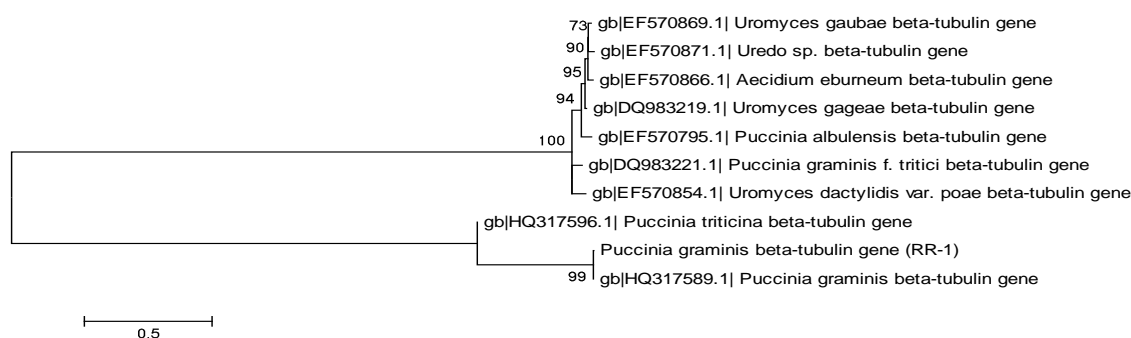 73 gb|EF570869.1| Uromyces gaubae beta-tubulin gene
90 gb|EF570871.1| Uredo sp. beta-tubulin gene
95 gb|EF570866.1| Aecidium eburneum beta-tubulin gene
94 gb|DQ983219.1| Uromyces gageae beta-tubulin gene
gb|EF570795.1| Puccinia albulensis beta-tubulin gene
100
gb|DQ983221.1| Puccinia graminis f. tritici beta-tubulin gene
gb|EF570854.1| Uromyces dactylidis var. poae beta-tubulin gene
gb|HQ317596.1| Puccinia triticina beta-tubulin gene
Puccinia graminis beta-tubulin gene (RR-1)
99 gb|HQ317589.1| Puccinia graminis beta-tubulin gene
0.5